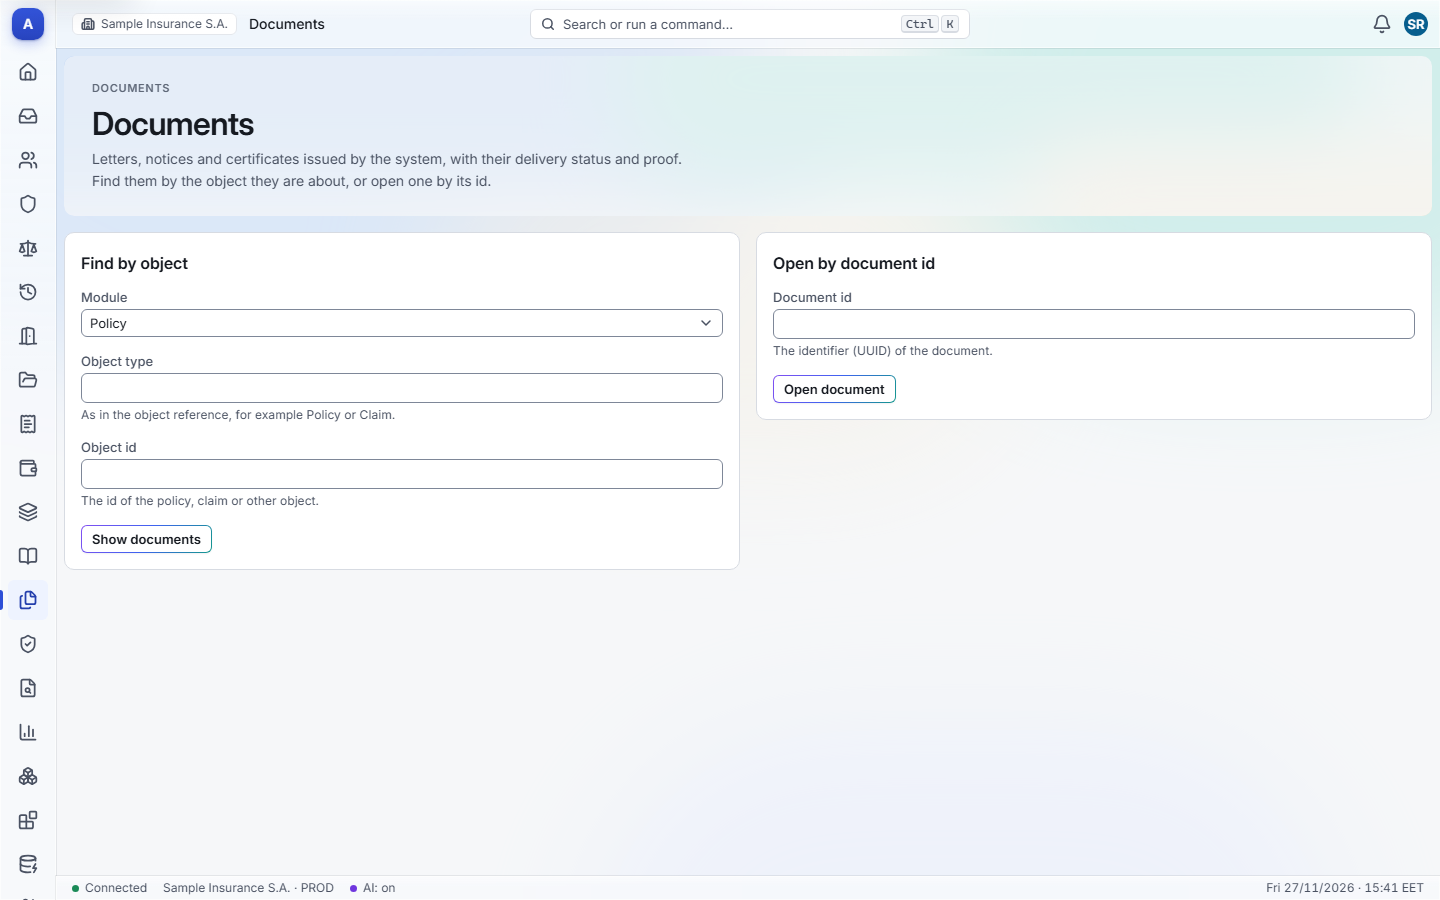 A
Sample Insurance S.A.
Documents
Search or run a command...
Ctrl K
SR
DOCUMENTS
Documents
Letters, notices and certificates issued by the system, with their delivery status and proof.
Find them by the object they are about, or open one by its id.
Find by object
Module
Policy
Object type
As in the object reference, for example Policy or Claim.
Object id
The id of the policy, claim or other object.
Show documents
Open by document id
Document id
The identifier (UUID) of the document.
Open document
Connected
Sample Insurance S.A. · PROD
AI: on
Fri 27/11/2026 · 15:41 EET